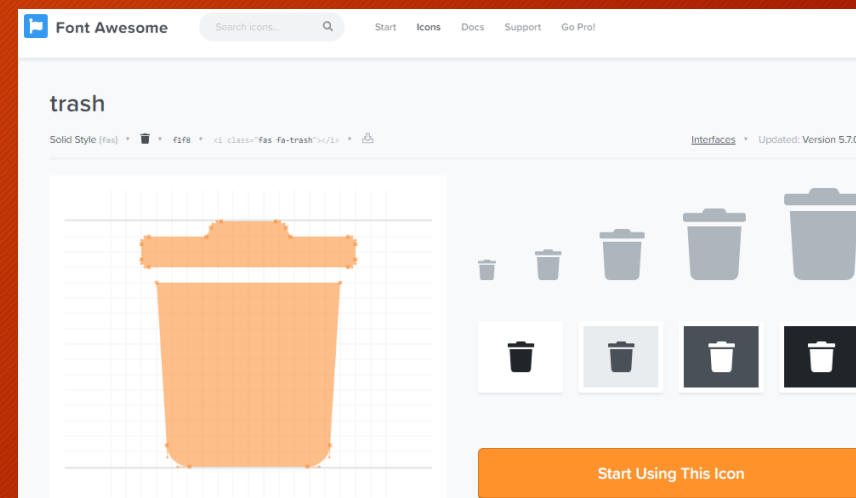 Font Awesome
Search icons...
Start Icons Docs Support Go Pro!
trash
Solid Style (fas) • • f1f8 • <i class="fas fa-trash"></i> •
Interfaces • Updated: Version 5.7.0
Start Using This Icon